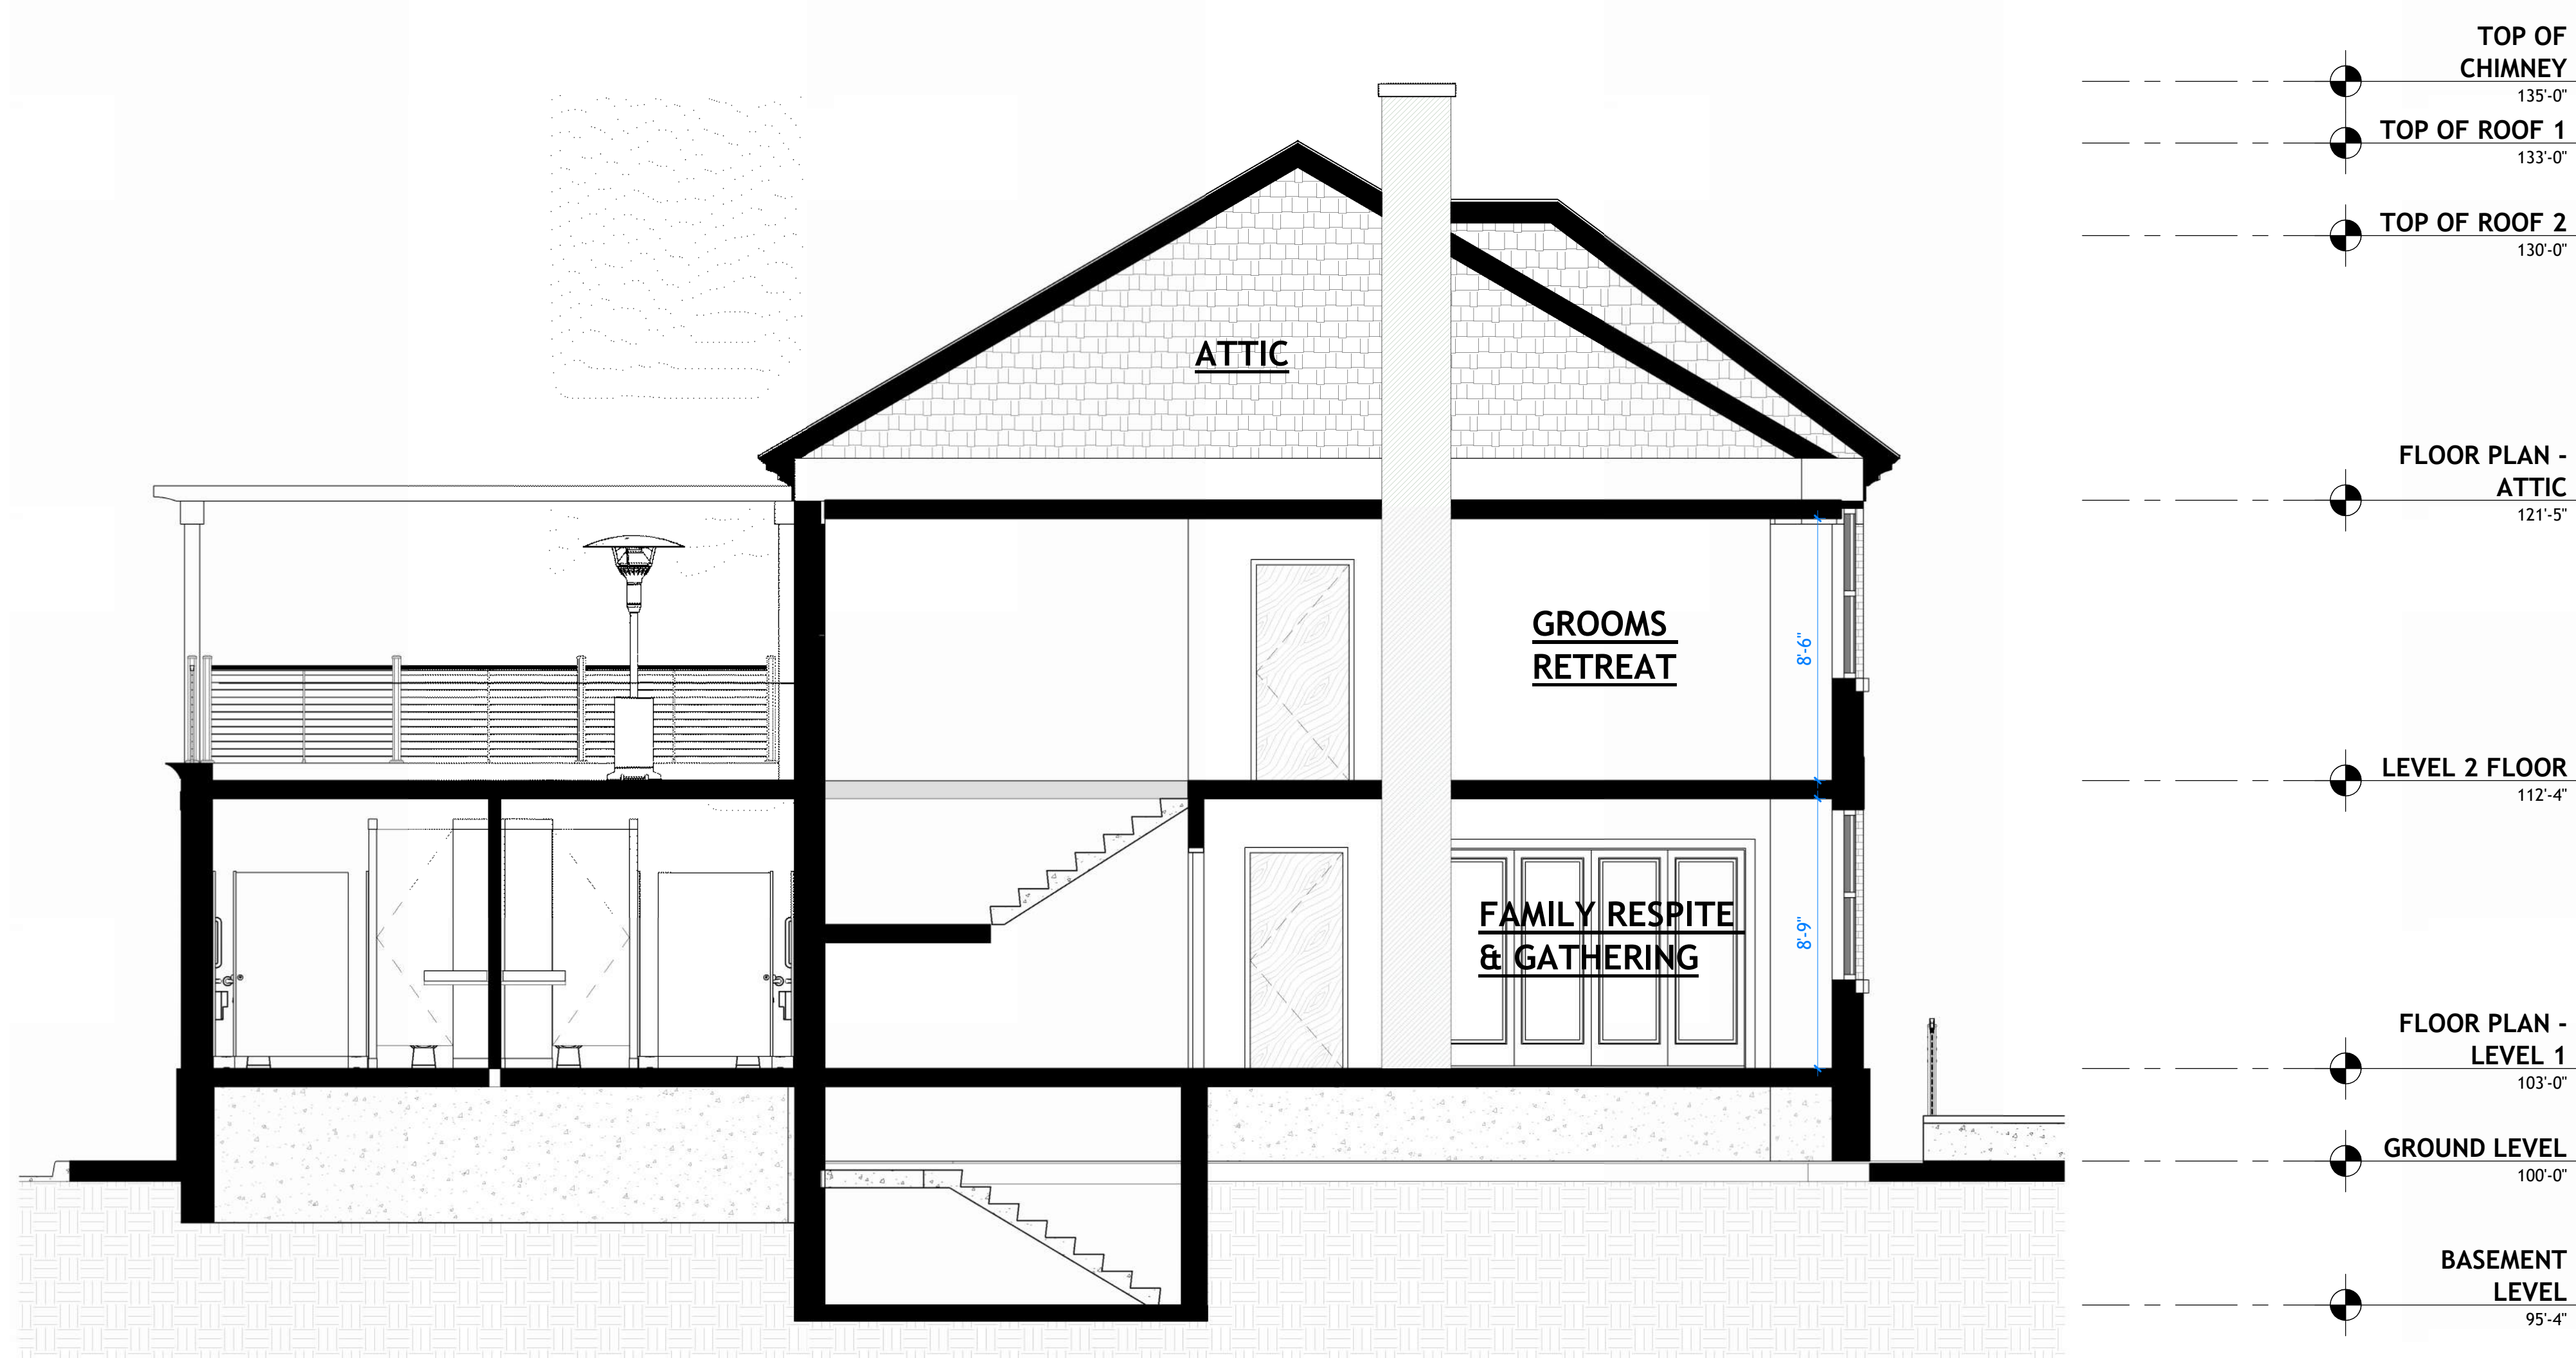 TOP OF
CHIMNEY
135'-0"
TOP OF ROOF 1
133'-0"
TOP OF ROOF 2
130'-0"
ATTIC
FLOOR PLAN -
ATTIC
121'-5"
GROOMS
RETREAT
8'-6"
LEVEL 2 FLOOR
112'-4"
FAMILY RESPITE
& GATHERING
8'-9"
FLOOR PLAN -
LEVEL 1
103'-0"
GROUND LEVEL
100'-0"
BASEMENT
LEVEL
95'-4"